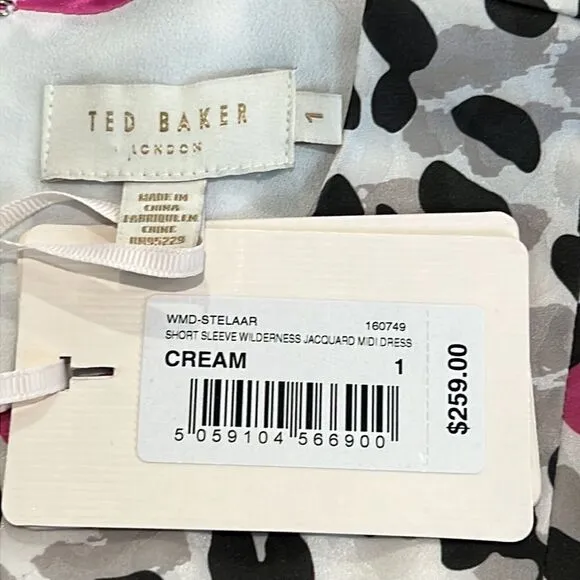 TED BAKER
LONDON
1
MADE IN
CHINA
FABRIQUE EN
CHINE
RN95229
WMD-STELAAR 160749
SHORT SLEEVE WILDERNESS JACQUARD MIDI DRESS
CREAM 1
5 059104 566900
$259.00